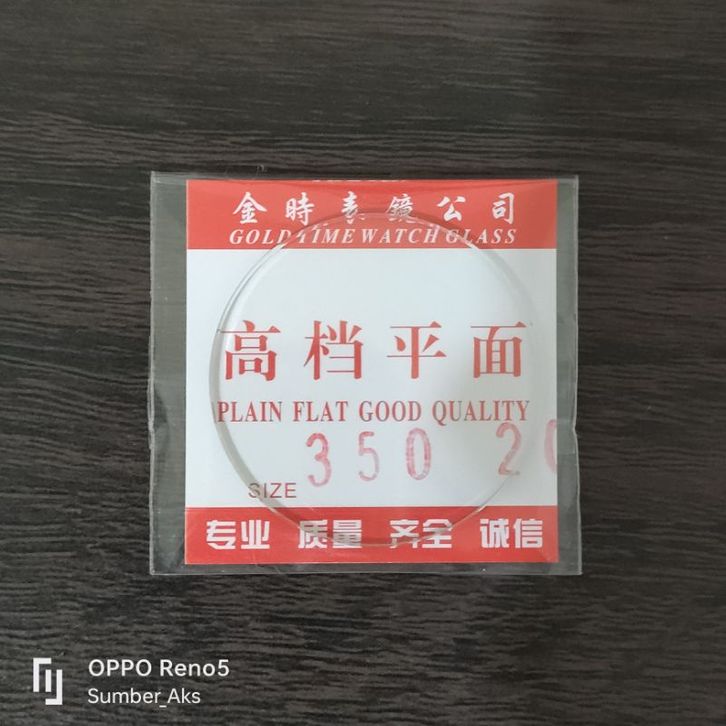 金時表鏡公司
GOLD TIME WATCH GLASS
高档平面
PLAIN FLAT GOOD QUALITY
SIZE 350 20
专业 质量 齐全 诚信
OPPO Reno5
Sumber_Aks